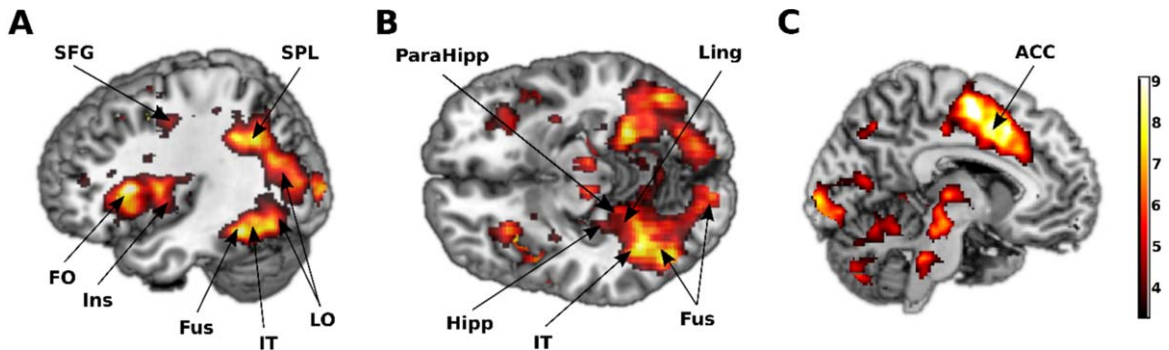 A
B
C
SFG
SPL
ParaHipp
Ling
ACC
FO
Ins
Fus
IT
LO
Hipp
IT
Fus
9
8
7
6
5
4